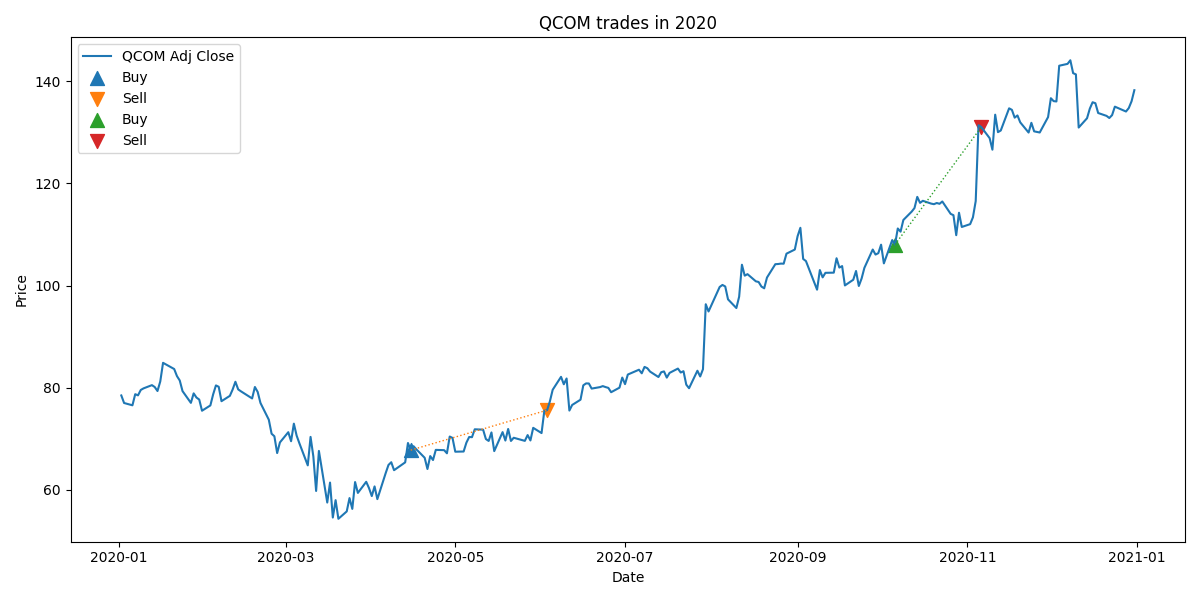 QCOM trades in 2020
QCOM Adj Close
Buy
Sell
Buy
Sell
Price
140
120
100
80
60
2020-01
2020-03
2020-05
2020-07
2020-09
2020-11
2021-01
Date